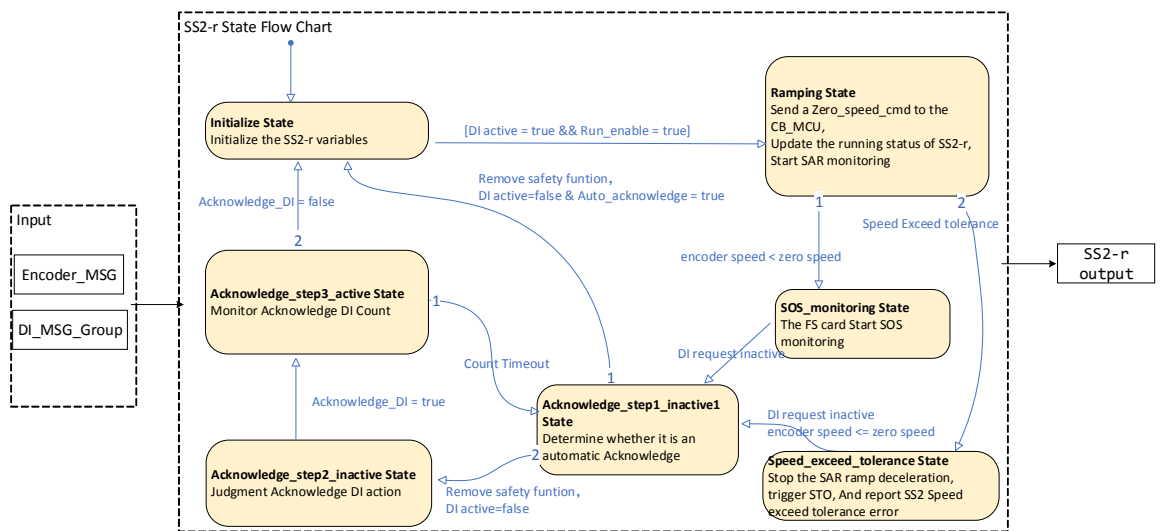 SS2-r State Flow Chart
Initialize State
Initialize the SS2-r variables
[DI active = true && Run_enable = true]
Ramping State
Send a Zero_speed_cmd to the
CB_MCU,
Update the running status of SS2-r,
Start SAR monitoring
1
2
Remove safety funtion,
DI active=false & Auto_acknowledge = true
Acknowledge_DI = false
2
Speed Exceed tolerance
Input
Encoder_MSG
DI_MSG_Group
SS2-r
output
encoder speed < zero speed
Acknowledge_step3_active State
Monitor Acknowledge DI Count
1
SOS_monitoring State
The FS card Start SOS
monitoring
Count Timeout
DI request inactive
1
Acknowledge_DI = true
Acknowledge_step1_inactive1
State
Determine whether it is an
automatic Acknowledge
2
DI request inactive
encoder speed <= zero speed
Acknowledge_step2_inactive State
Judgment Acknowledge DI action
Remove safety funtion,
DI active=false
Speed_exceed_tolerance State
Stop the SAR ramp deceleration,
trigger STO, And report SS2 Speed
exceed tolerance error